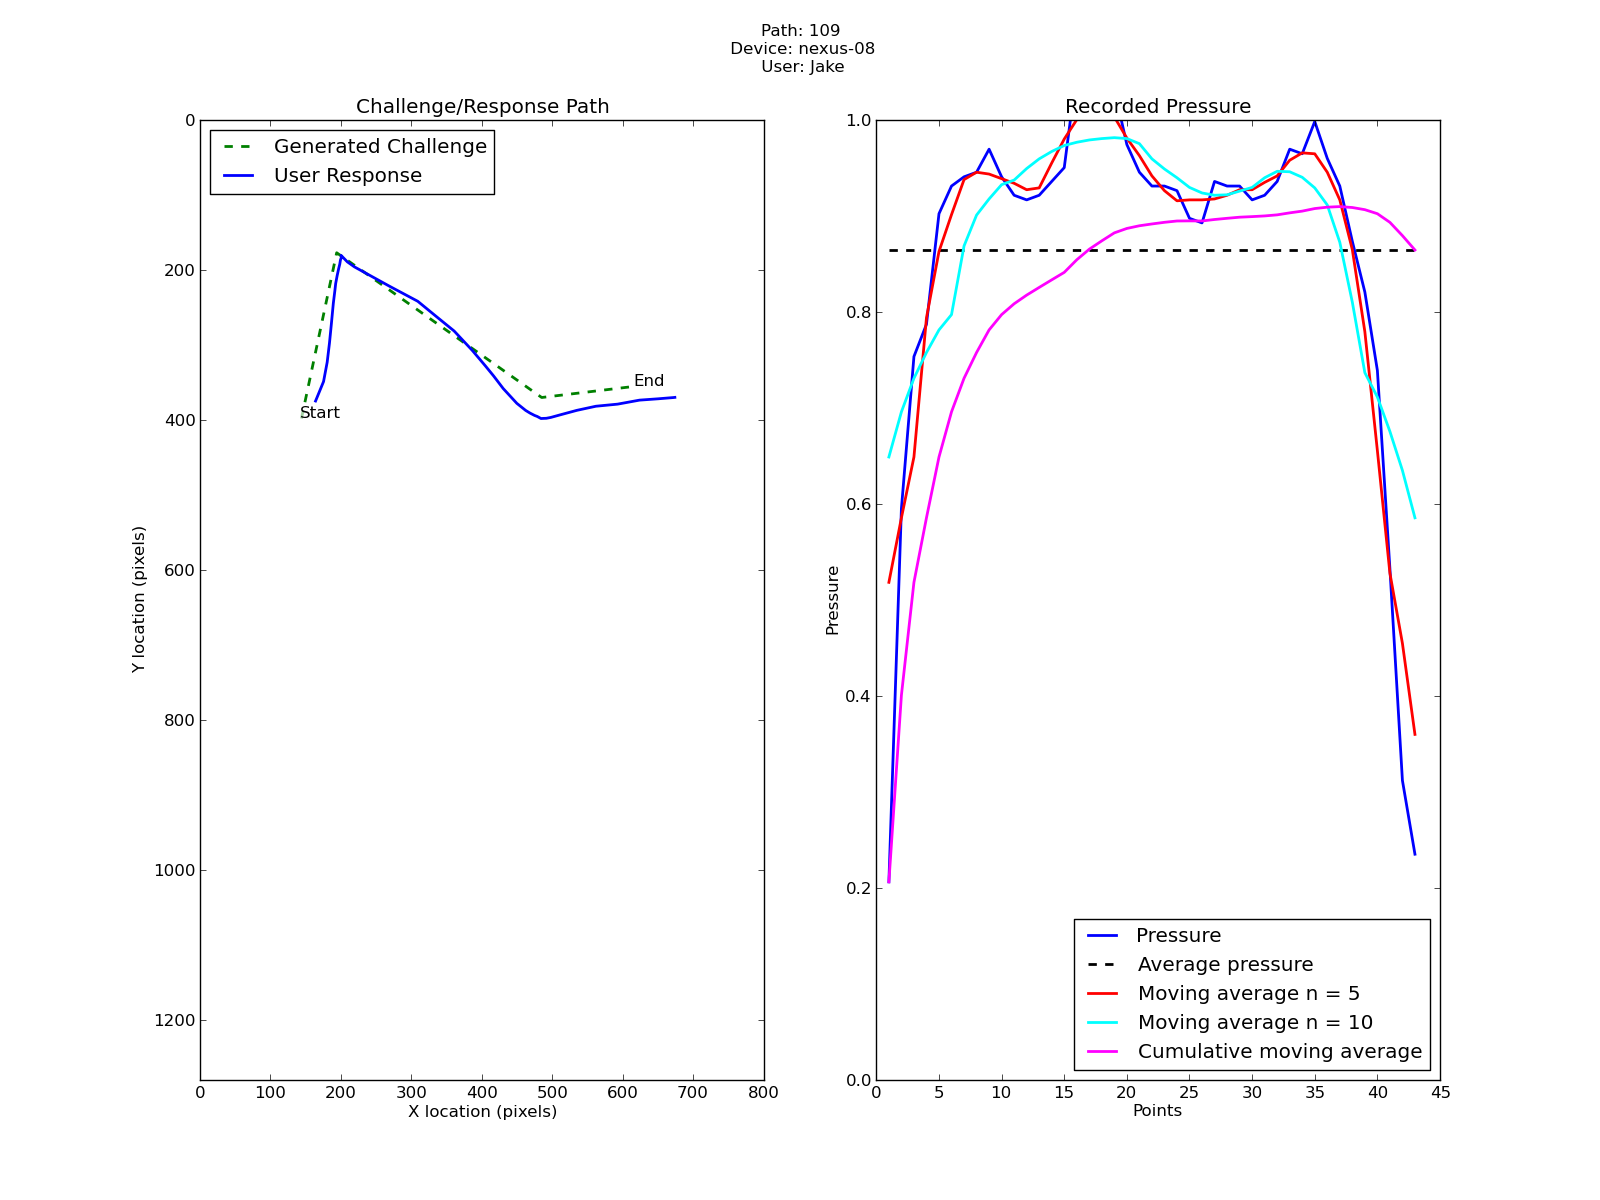 Path: 109
Device: nexus-08
User: Jake
Challenge/Response Path
Generated Challenge
User Response
0
200
400
600
800
1000
1200
Y location (pixels)
Start
End
0 100 200 300 400 500 600 700 800
X location (pixels)
Recorded Pressure
1.0
0.8
0.6
0.4
0.2
0.0
Pressure
Pressure
Average pressure
Moving average n = 5
Moving average n = 10
Cumulative moving average
0 5 10 15 20 25 30 35 40 45
Points